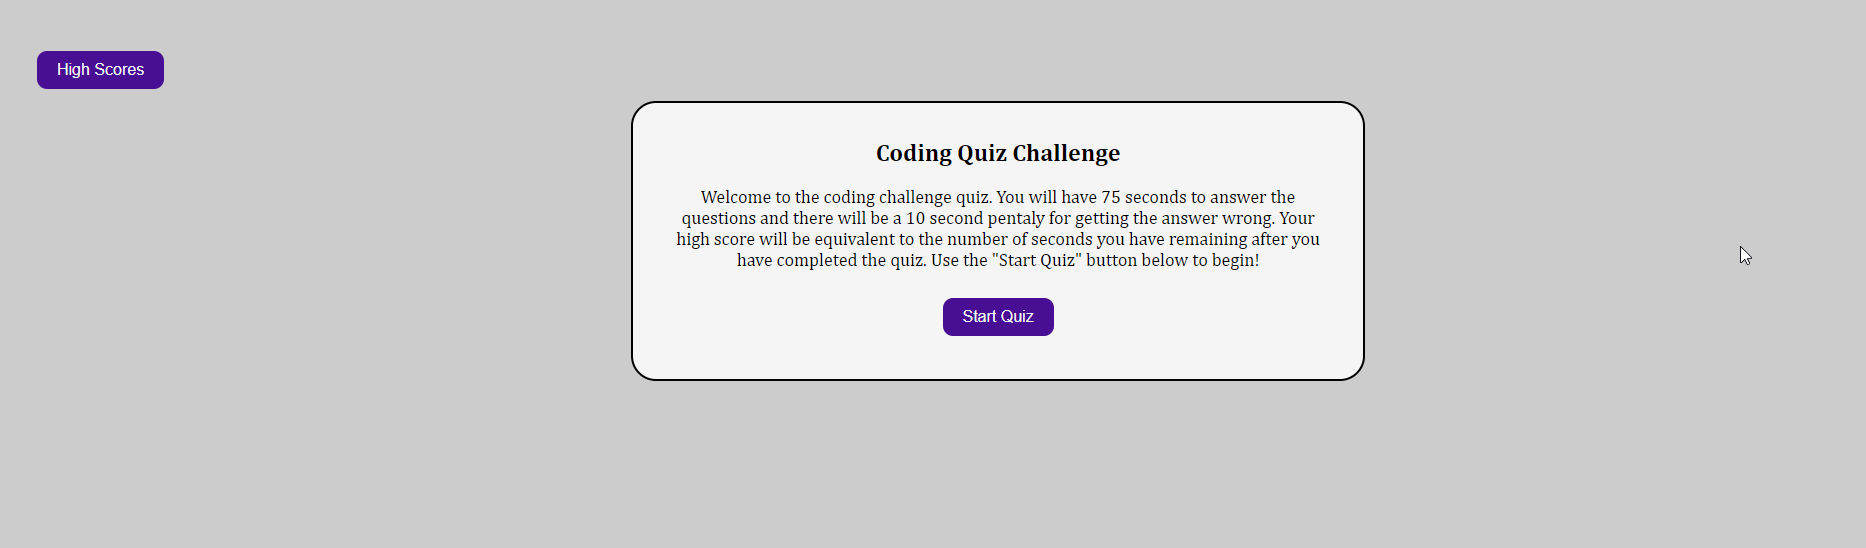 High Scores
Coding Quiz Challenge
Welcome to the coding challenge quiz. You will have 75 seconds to answer the
questions and there will be a 10 second pentaly for getting the answer wrong. Your
high score will be equivalent to the number of seconds you have remaining after you
have completed the quiz. Use the "Start Quiz" button below to begin!
Start Quiz